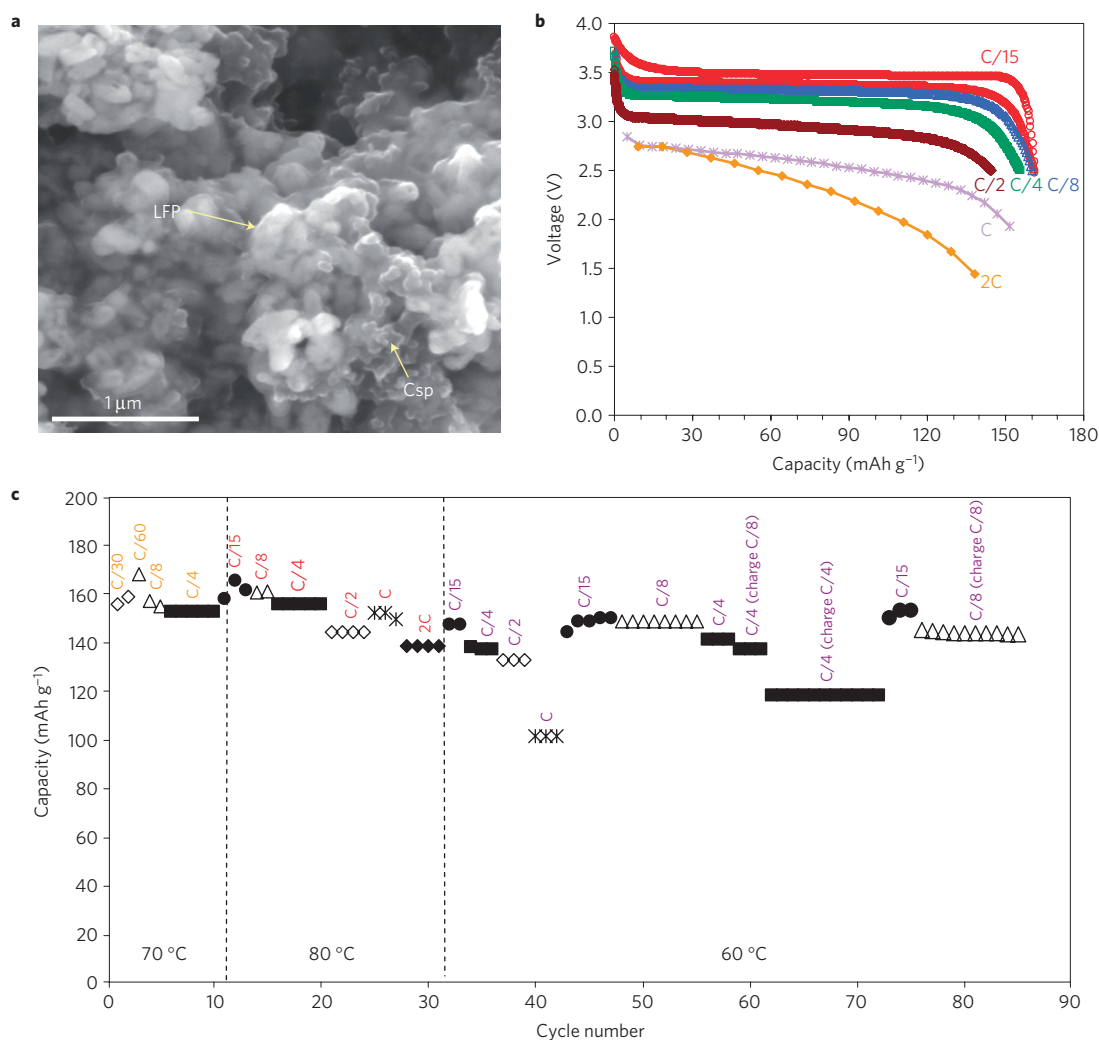 a
LFP
Csp
1 µm
b
4.0
3.5
3.0
2.5
2.0
1.5
1.0
0.5
0.0
Voltage (V)
C/15
C/2
C/4
C/8
C
2C
0
30
60
90
120
150
180
Capacity (mAh g⁻¹)
c
200
180
160
140
120
100
80
60
40
20
0
Capacity (mAh g⁻¹)
C/30
C/60
C/8
C/4
C/15
C/8
C/4
C/2
C
2C
C/15
C/4
C/2
C
C/15
C/8
C/4
C/4 (charge C/8)
C/4 (charge C/4)
C/15
C/8 (charge C/8)
70 °C
80 °C
60 °C
0
10
20
30
40
50
60
70
80
90
Cycle number